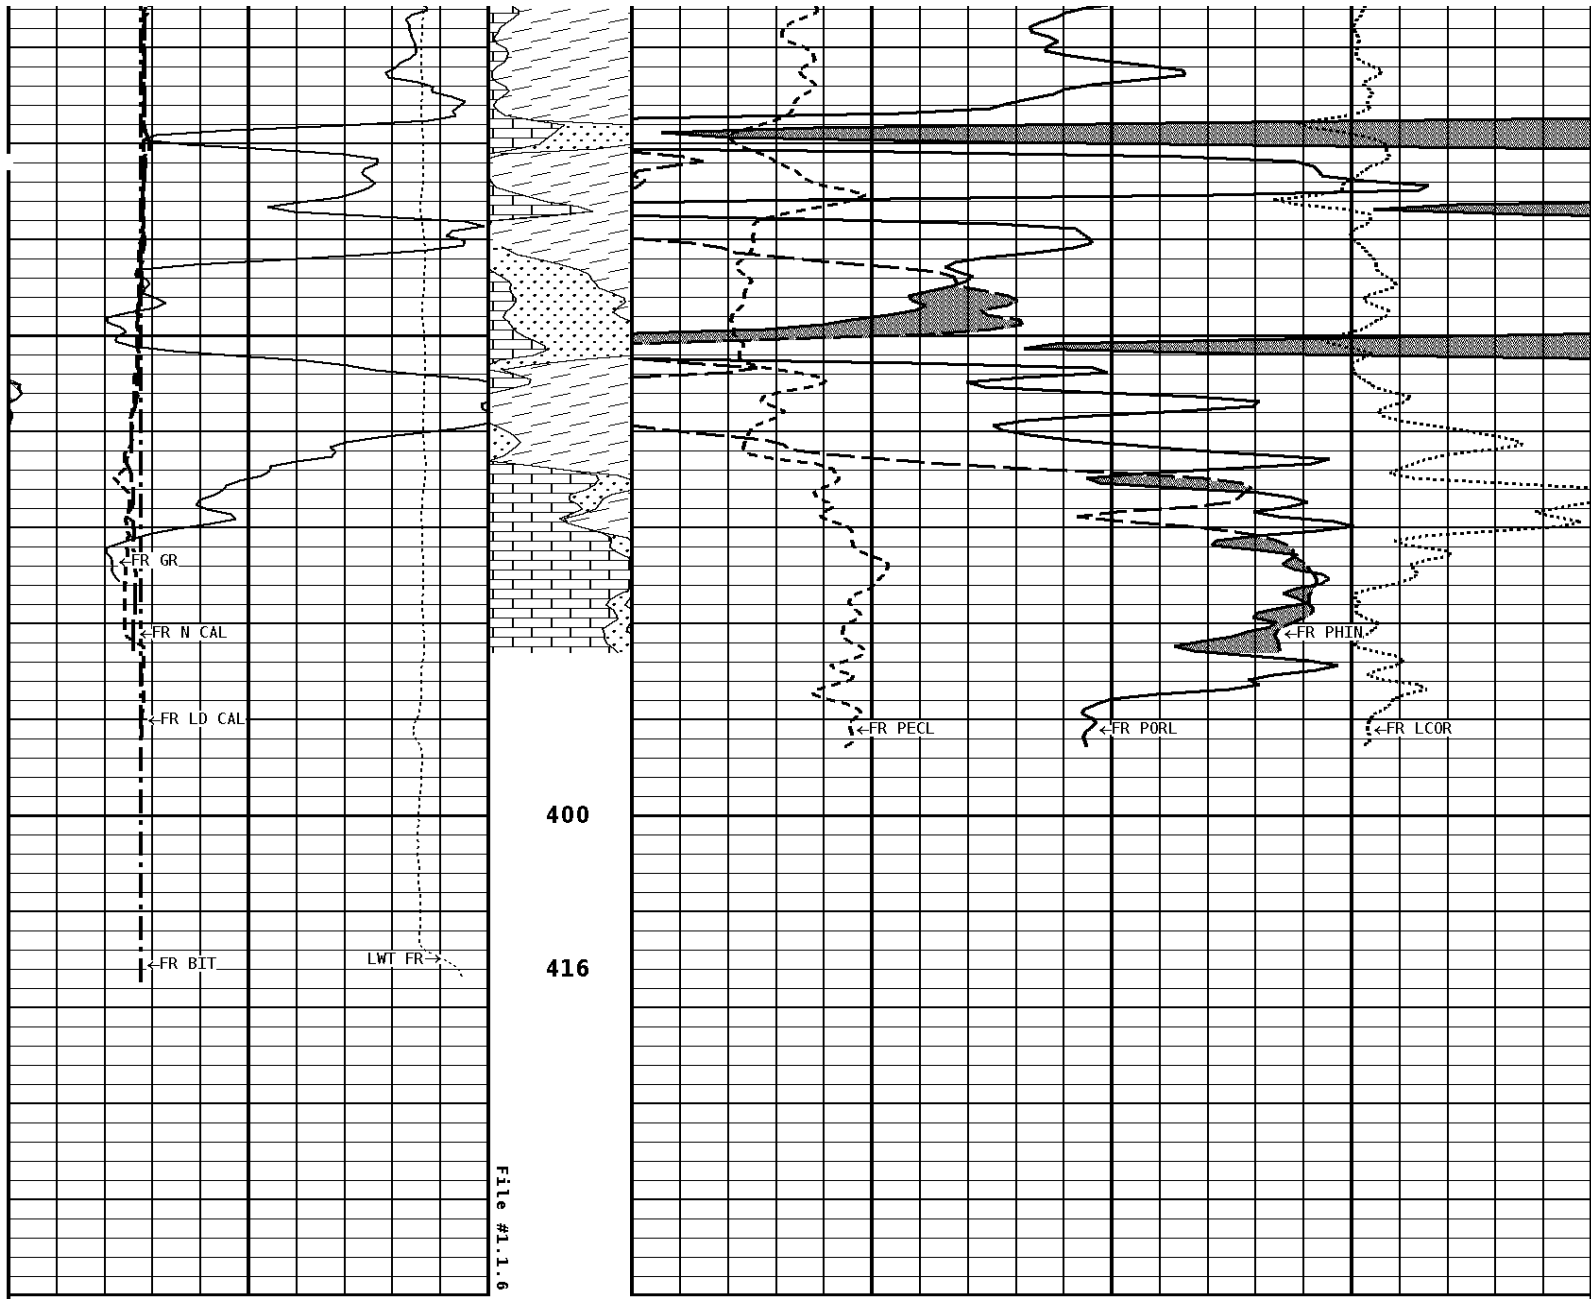 ←FR GR
←FR N CAL
←FR PHIN
←FR LD CAL
←FR PECL
←FR PORL
←FR LCOR
400
←FR BIT
LWT FR→
416
File #1.1.6